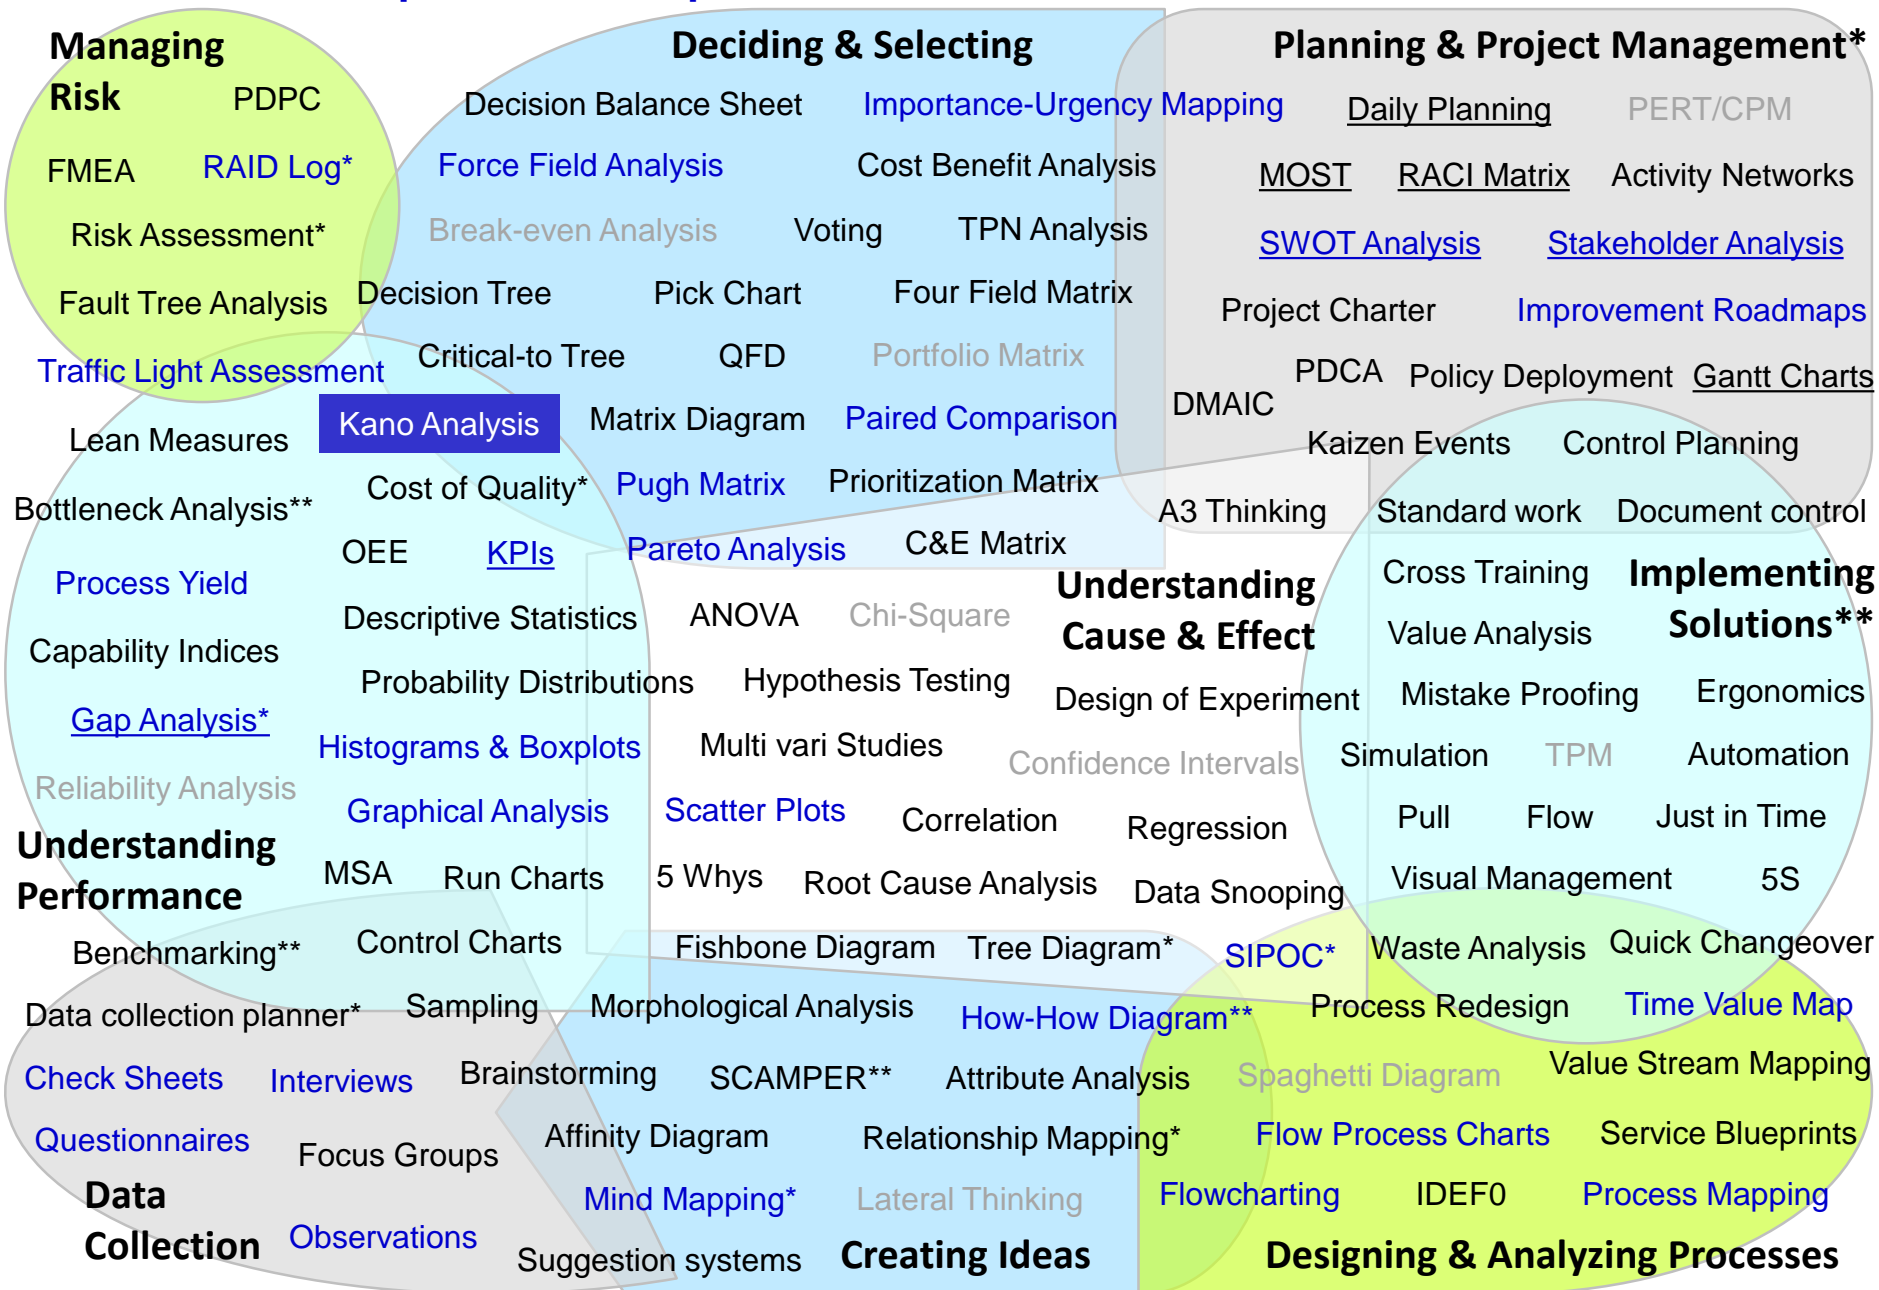 Managing
Risk
PDPC
FMEA
RAID Log*
Risk Assessment*
Fault Tree Analysis
Traffic Light Assessment
Deciding & Selecting
Decision Balance Sheet
Importance-Urgency Mapping
Force Field Analysis
Cost Benefit Analysis
Break-even Analysis
Voting
TPN Analysis
Decision Tree
Pick Chart
Four Field Matrix
Critical-to Tree
QFD
Portfolio Matrix
Kano Analysis
Matrix Diagram
Paired Comparison
Cost of Quality*
Pugh Matrix
Prioritization Matrix
Pareto Analysis
C&E Matrix
Planning & Project Management*
Daily Planning
PERT/CPM
MOST
RACI Matrix
Activity Networks
SWOT Analysis
Stakeholder Analysis
Project Charter
Improvement Roadmaps
PDCA
Policy Deployment
Gantt Charts
DMAIC
Kaizen Events
Control Planning
A3 Thinking
Standard work
Document control
Lean Measures
Bottleneck Analysis**
OEE
KPIs
Process Yield
Descriptive Statistics
Capability Indices
Probability Distributions
Gap Analysis*
Histograms & Boxplots
Reliability Analysis
Graphical Analysis
Understanding
Performance
MSA
Run Charts
Benchmarking**
Control Charts
Understanding
Cause & Effect
ANOVA
Chi-Square
Hypothesis Testing
Design of Experiment
Multi vari Studies
Confidence Intervals
Scatter Plots
Correlation
Regression
5 Whys
Root Cause Analysis
Data Snooping
Fishbone Diagram
Tree Diagram*
SIPOC*
Implementing
Solutions**
Cross Training
Value Analysis
Mistake Proofing
Ergonomics
Simulation
TPM
Automation
Pull
Flow
Just in Time
Visual Management
5S
Waste Analysis
Quick Changeover
Data collection planner*
Sampling
Check Sheets
Interviews
Questionnaires
Focus Groups
Data
Collection
Observations
Morphological Analysis
How-How Diagram**
Brainstorming
SCAMPER**
Attribute Analysis
Affinity Diagram
Relationship Mapping*
Mind Mapping*
Lateral Thinking
Suggestion systems
Creating Ideas
Process Redesign
Time Value Map
Spaghetti Diagram
Value Stream Mapping
Flow Process Charts
Service Blueprints
Flowcharting
IDEF0
Process Mapping
Designing & Analyzing Processes